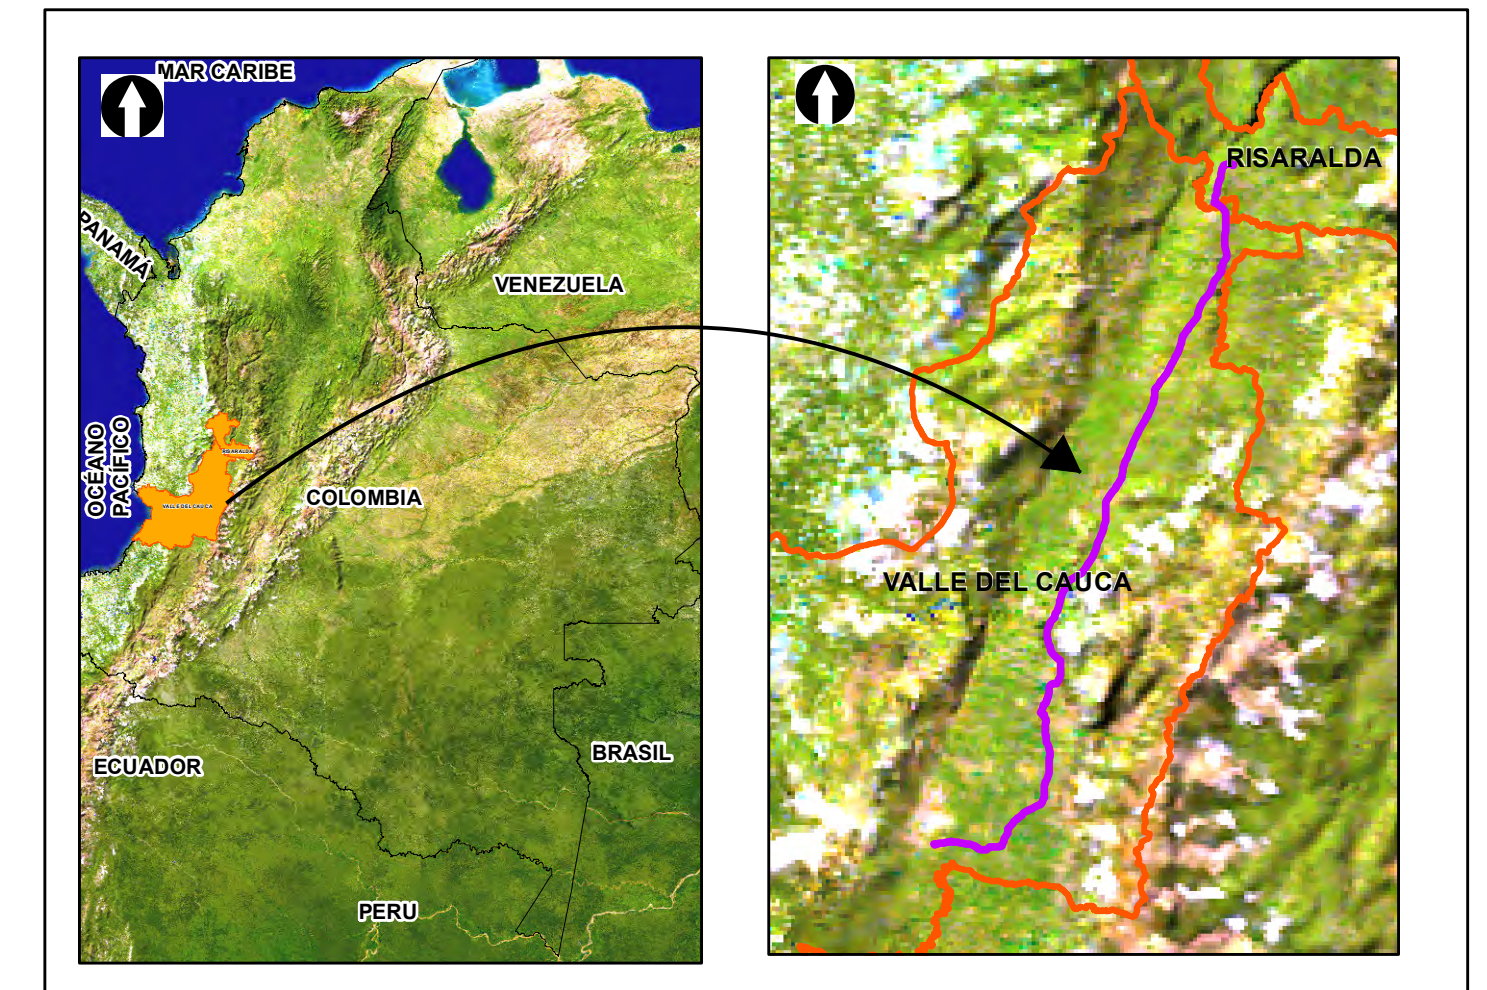 MAR CARIBE
PANAMÁ
VENEZUELA
OCÉANO
PACÍFICO
RISARALDA
COLOMBIA
VALLE DEL CAUCA
ECUADOR
BRASIL
PERU
RISARALDA
VALLE DEL CAUCA